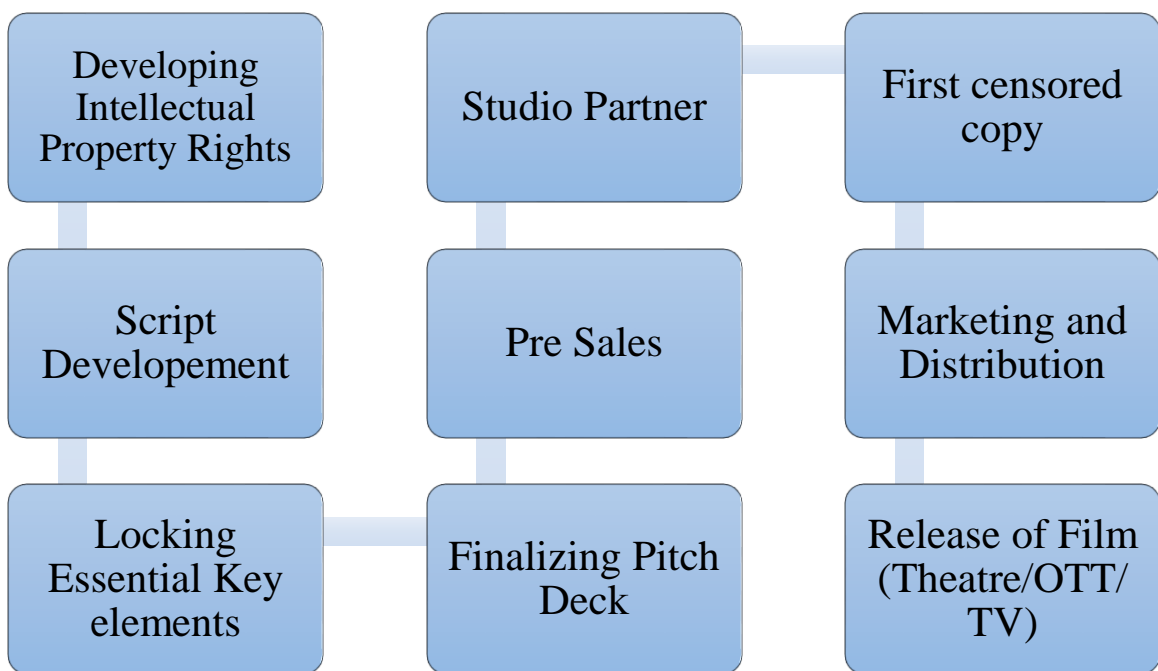 Developing
Intellectual
Property Rights
Script
Developement
Locking
Essential Key
elements
Finalizing Pitch
Deck
Pre Sales
Studio Partner
First censored
copy
Marketing and
Distribution
Release of Film
(Theatre/OTT/
TV)